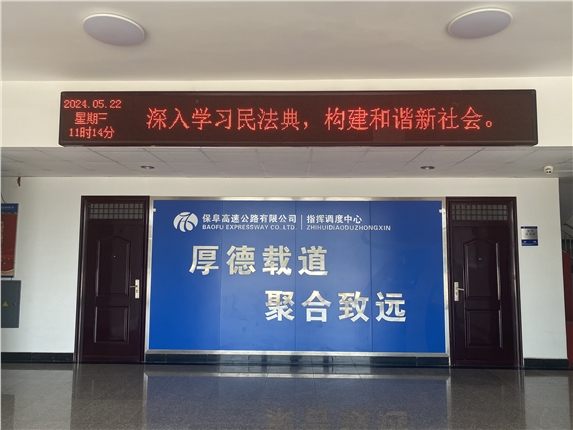 2024.05.22
星期三
11时14分
深入学习民法典，构建和谐新社会。
保阜高速公路有限公司 指挥调度中心
BAOFU EXPRESSWAY CO.,LTD. ZHIHUIDIAODUZHONGXIN
厚德载道
聚合致远